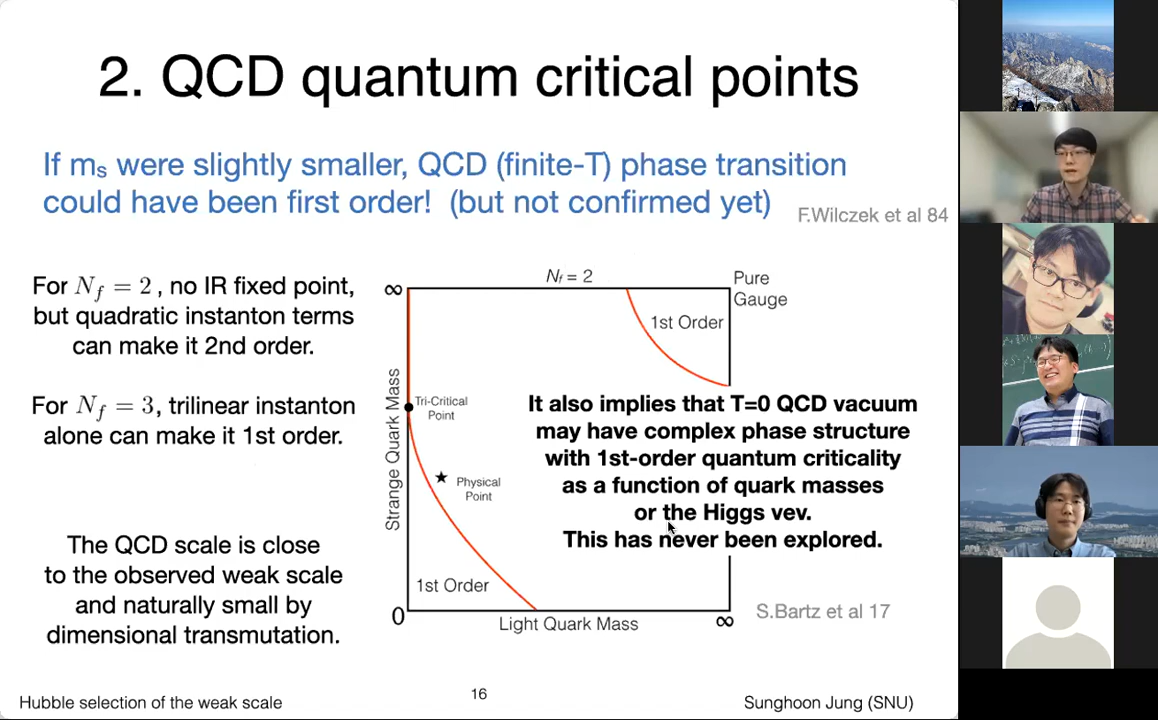 2. QCD quantum critical points
If mₛ were slightly smaller, QCD (finite-T) phase transition
could have been first order!  (but not confirmed yet)
F.Wilczek et al 84
For N_f = 2 , no IR fixed point,
but quadratic instanton terms
can make it 2nd order.
For N_f = 3, trilinear instanton
alone can make it 1st order.
The QCD scale is close
to the observed weak scale
and naturally small by
dimensional transmutation.
N_f = 2
Pure
Gauge
∞
1st Order
Strange Quark Mass
Tri-Critical
Point
Physical
Point
1st Order
0
Light Quark Mass
∞
It also implies that T=0 QCD vacuum
may have complex phase structure
with 1st-order quantum criticality
as a function of quark masses
or the Higgs vev.
This has never been explored.
S.Bartz et al 17
Hubble selection of the weak scale
16
Sunghoon Jung (SNU)